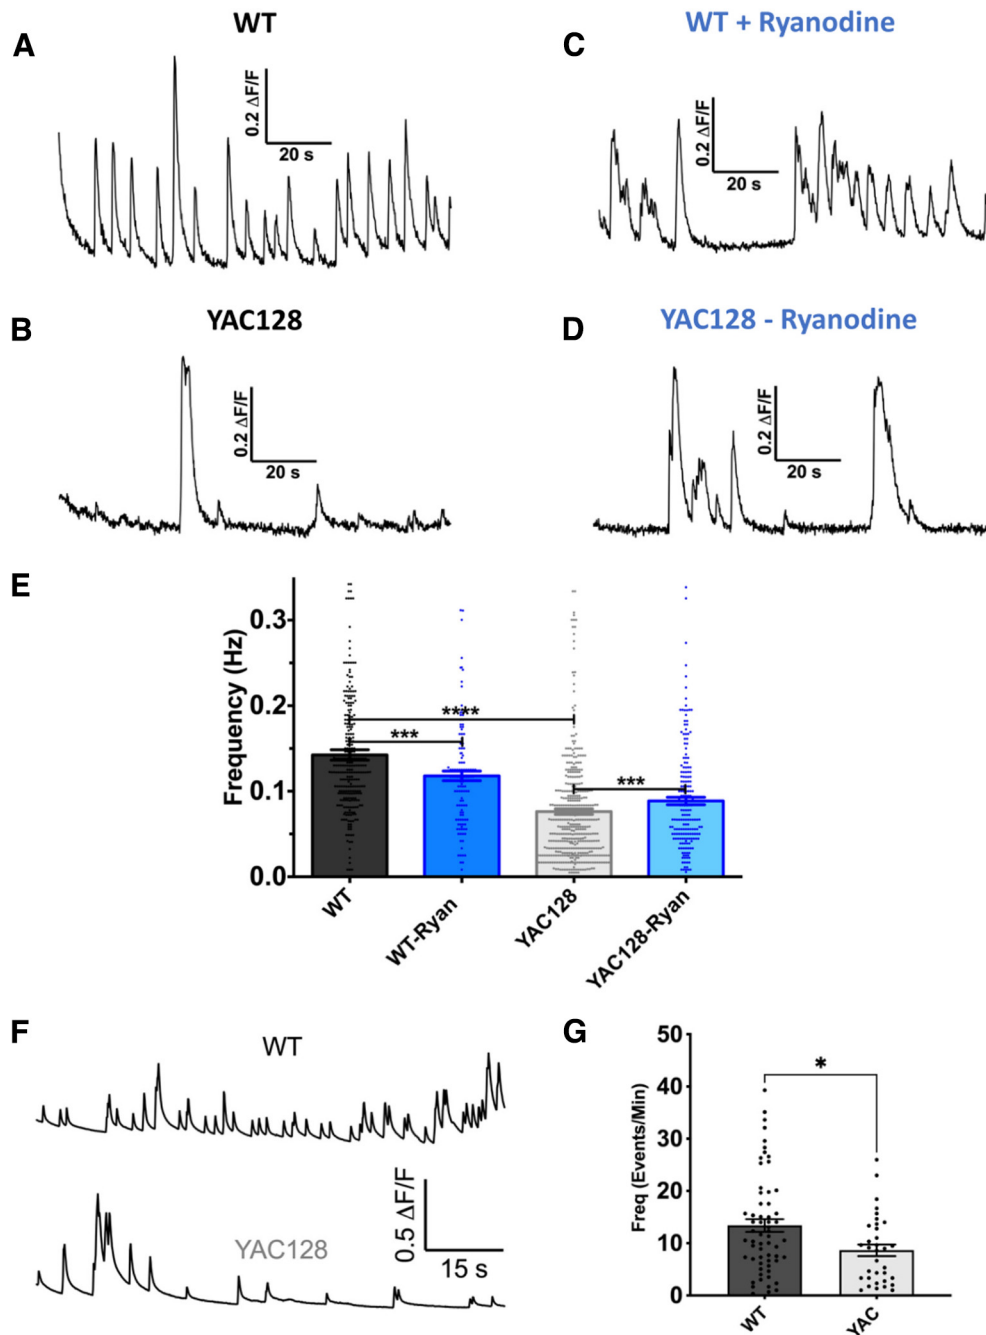 A
WT
0.2 ΔF/F
20 s
C
WT + Ryanodine
0.2 ΔF/F
20 s
B
YAC128
0.2 ΔF/F
20 s
D
YAC128 - Ryanodine
0.2 ΔF/F
20 s
E
Frequency (Hz)
0.3
0.2
0.1
0.0
****
***
***
WT
WT-Ryan
YAC128
YAC128-Ryan
F
WT
YAC128
0.5 ΔF/F
15 s
G
Freq (Events/Min)
50
40
30
20
10
0
*
WT
YAC